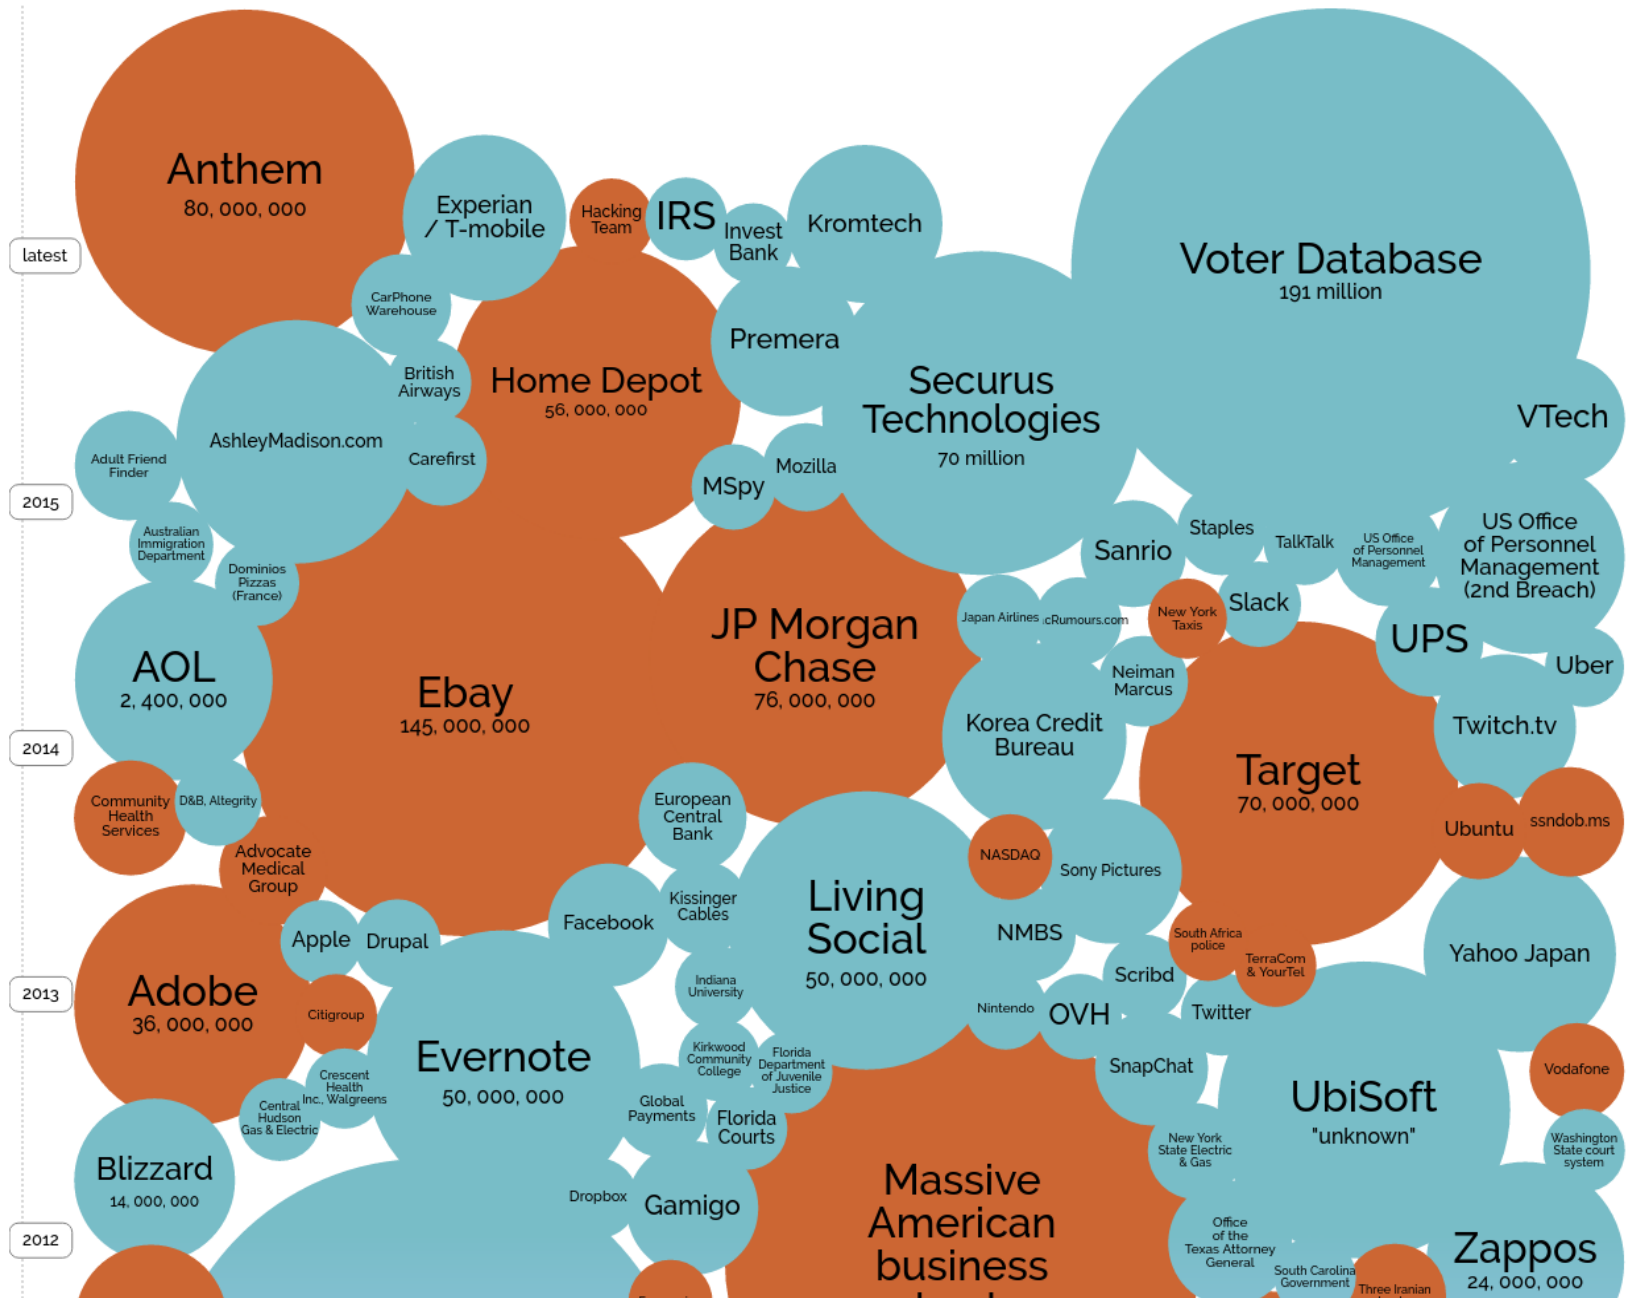 Anthem
80, 000, 000
Experian
/ T-mobile
Hacking
Team
IRS
Invest
Bank
Kromtech
Voter Database
191 million
latest
CarPhone
Warehouse
Premera
British
Airways
Home Depot
56, 000, 000
Securus
Technologies
70 million
VTech
AshleyMadison.com
Adult Friend
Finder
Carefirst
MSpy
Mozilla
2015
Australian
Immigration
Department
Dominios
Pizzas
(France)
Sanrio
Staples
TalkTalk
US Office
of Personnel
Management
US Office
of Personnel
Management
(2nd Breach)
Japan Airlines
cRumours.com
New York
Taxis
Slack
UPS
Uber
AOL
2, 400, 000
Ebay
145, 000, 000
JP Morgan
Chase
76, 000, 000
Neiman
Marcus
Korea Credit
Bureau
Twitch.tv
2014
Target
70, 000, 000
Community
Health
Services
D&B, Altegrity
European
Central
Bank
Ubuntu
ssndob.ms
Advocate
Medical
Group
NASDAQ
Sony Pictures
Living
Social
50, 000, 000
Kissinger
Cables
Facebook
Apple
Drupal
NMBS
South Africa
police
TerraCom
& YourTel
Yahoo Japan
2013
Adobe
36, 000, 000
Citigroup
Indiana
University
Scribd
Nintendo
OVH
Twitter
Evernote
50, 000, 000
Kirkwood
Community
College
Florida
Department
of Juvenile
Justice
SnapChat
Vodafone
Crescent
Health
Inc., Walgreens
Central
Hudson
Gas & Electric
Global
Payments
Florida
Courts
UbiSoft
"unknown"
New York
State Electric
& Gas
Washington
State court
system
Blizzard
14, 000, 000
Dropbox
Gamigo
Massive
American
business
2012
Office
of the
Texas Attorney
General
South Carolina
Government
Three Iranian
Zappos
24, 000, 000